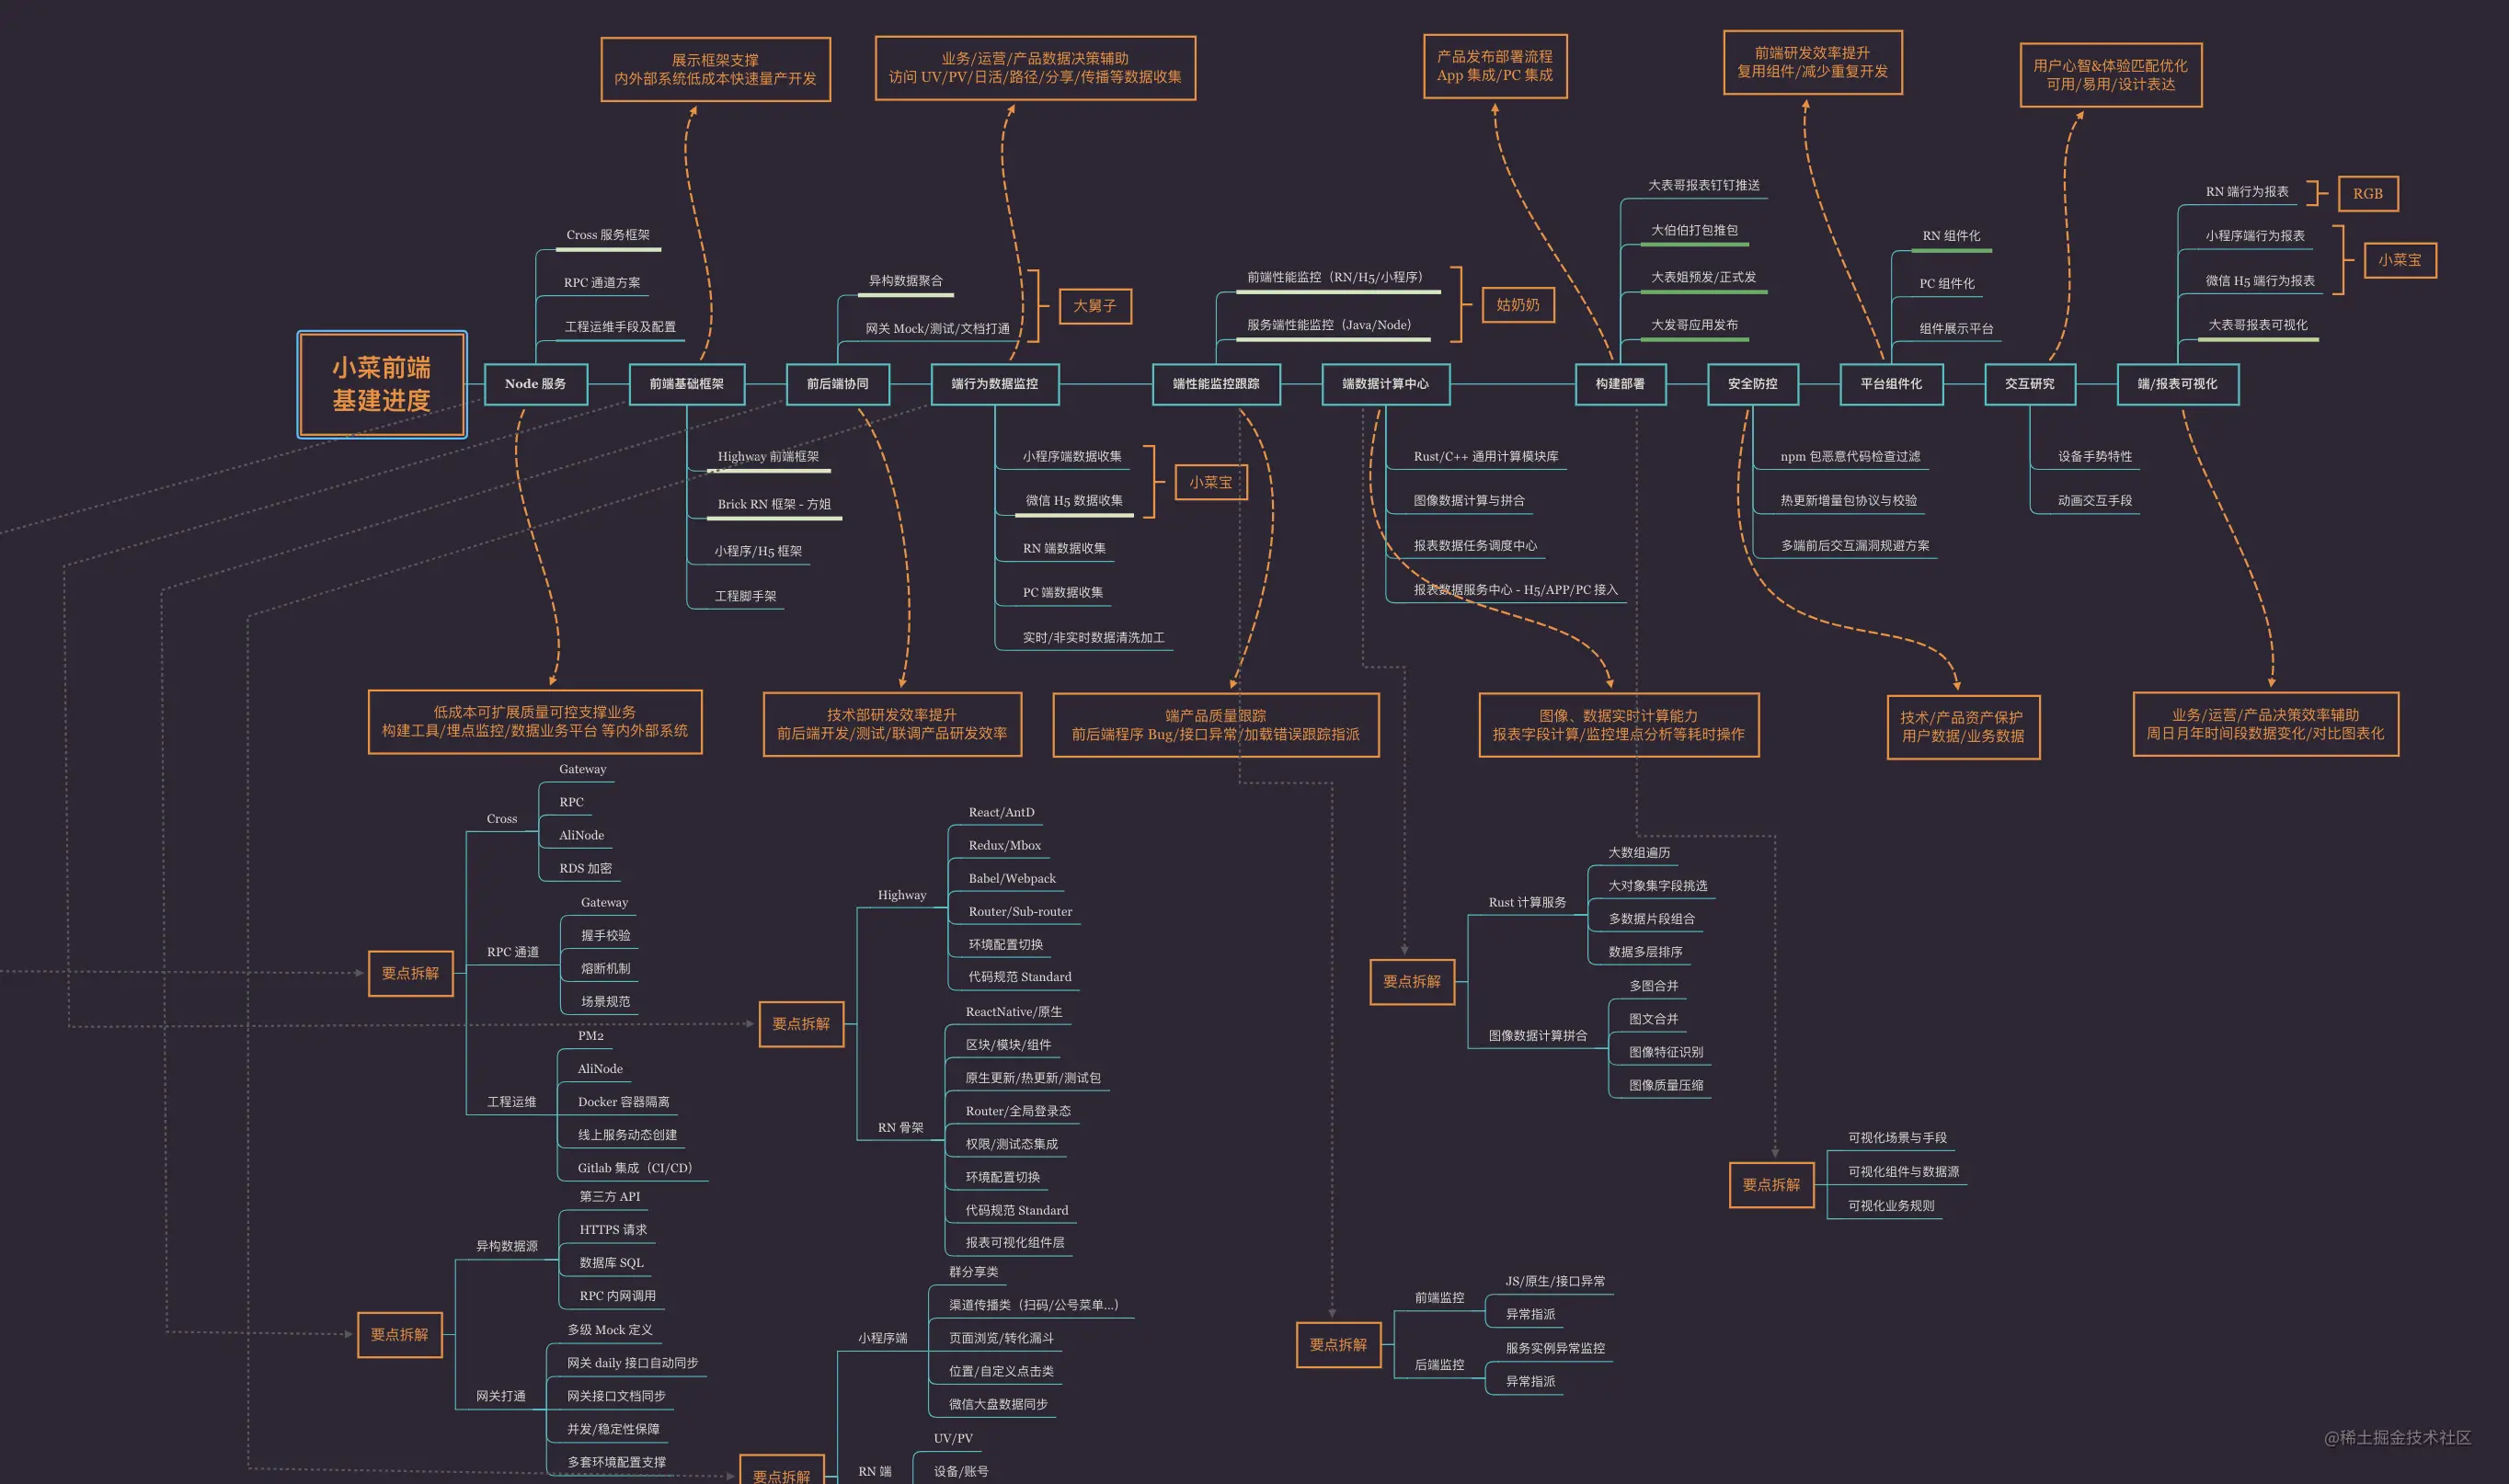 展示框架支撑
内外部系统低成本快速量产开发
业务/运营/产品数据决策辅助
访问 UV/PV/日活/路径/分享/传播等数据收集
产品发布部署流程
App 集成/PC 集成
前端研发效率提升
复用组件/减少重复开发
用户心智&体验匹配优化
可用/易用/设计表达
Cross 服务框架
RPC 通道方案
工程运维手段及配置
异构数据聚合
网关 Mock/测试/文档打通
大舅子
前端性能监控（RN/H5/小程序）
服务端性能监控（Java/Node）
姑奶奶
大表哥报表钉钉推送
大伯伯打包推包
大表姐预发/正式发
大发哥应用发布
RN 组件化
PC 组件化
组件展示平台
RN 端行为报表
RGB
小程序端行为报表
微信 H5 端行为报表
小菜宝
大表哥报表可视化
小菜前端
基建进度
Node 服务
前端基础框架
前后端协同
端行为数据监控
端性能监控跟踪
端数据计算中心
构建部署
安全防控
平台组件化
交互研究
端/报表可视化
Highway 前端框架
Brick RN 框架 - 方姐
小程序/H5 框架
工程脚手架
小程序端数据收集
微信 H5 数据收集
小菜宝
RN 端数据收集
PC 端数据收集
实时/非实时数据清洗加工
Rust/C++ 通用计算模块库
图像数据计算与拼合
报表数据任务调度中心
报表数据服务中心 - H5/APP/PC 接入
npm 包恶意代码检查过滤
热更新增量包协议与校验
多端前后交互漏洞规避方案
设备手势特性
动画交互手段
低成本可扩展质量可控支撑业务
构建工具/埋点监控/数据业务平台 等内外部系统
技术部研发效率提升
前后端开发/测试/联调产品研发效率
端产品质量跟踪
前后端程序 Bug/接口异常/加载错误跟踪指派
图像、数据实时计算能力
报表字段计算/监控埋点分析等耗时操作
技术/产品资产保护
用户数据/业务数据
业务/运营/产品决策效率辅助
周日月年时间段数据变化/对比图表化
要点拆解
Cross
Gateway
RPC
AliNode
RDS 加密
RPC 通道
Gateway
握手校验
熔断机制
场景规范
工程运维
PM2
AliNode
Docker 容器隔离
线上服务动态创建
Gitlab 集成（CI/CD）
要点拆解
Highway
React/AntD
Redux/Mbox
Babel/Webpack
Router/Sub-router
环境配置切换
代码规范 Standard
RN 骨架
ReactNative/原生
区块/模块/组件
原生更新/热更新/测试包
Router/全局登录态
权限/测试态集成
环境配置切换
代码规范 Standard
报表可视化组件层
要点拆解
Rust 计算服务
大数组遍历
大对象集字段挑选
多数据片段组合
数据多层排序
图像数据计算拼合
多图合并
图文合并
图像特征识别
图像质量压缩
要点拆解
可视化场景与手段
可视化组件与数据源
可视化业务规则
要点拆解
异构数据源
第三方 API
HTTPS 请求
数据库 SQL
RPC 内网调用
网关打通
多级 Mock 定义
网关 daily 接口自动同步
网关接口文档同步
并发/稳定性保障
多套环境配置支撑
要点拆解
小程序端
群分享类
渠道传播类（扫码/公号菜单...）
页面浏览/转化漏斗
位置/自定义点击类
微信大盘数据同步
RN 端
UV/PV
设备/账号
要点拆解
前端监控
JS/原生/接口异常
异常指派
后端监控
服务实例异常监控
异常指派
@稀土掘金技术社区